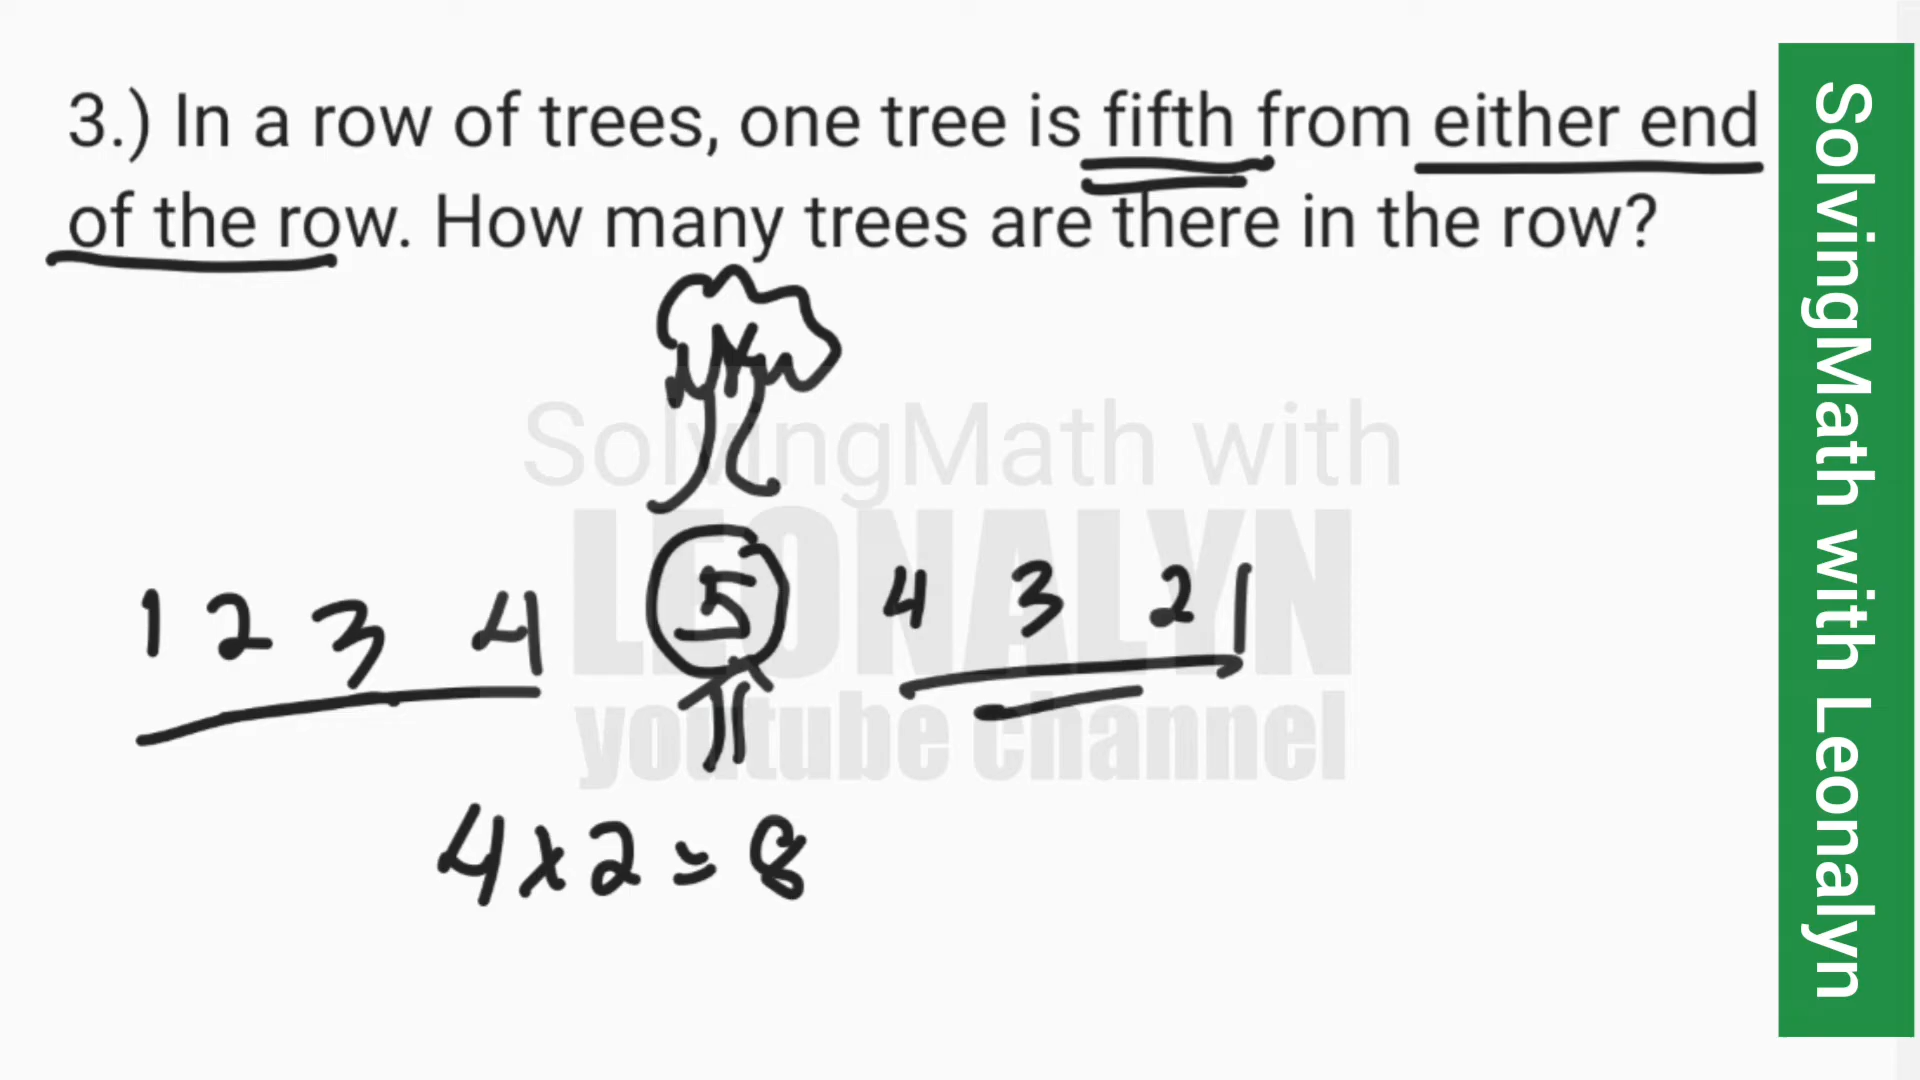 3.) In a row of trees, one tree is fifth from either end
of the row. How many trees are there in the row?
SolvingMath with
LEONALYN
youtube channel
1 2 3 4 5 4 3 2 1
4 x 2 = 8
SolvingMath with Leonalyn